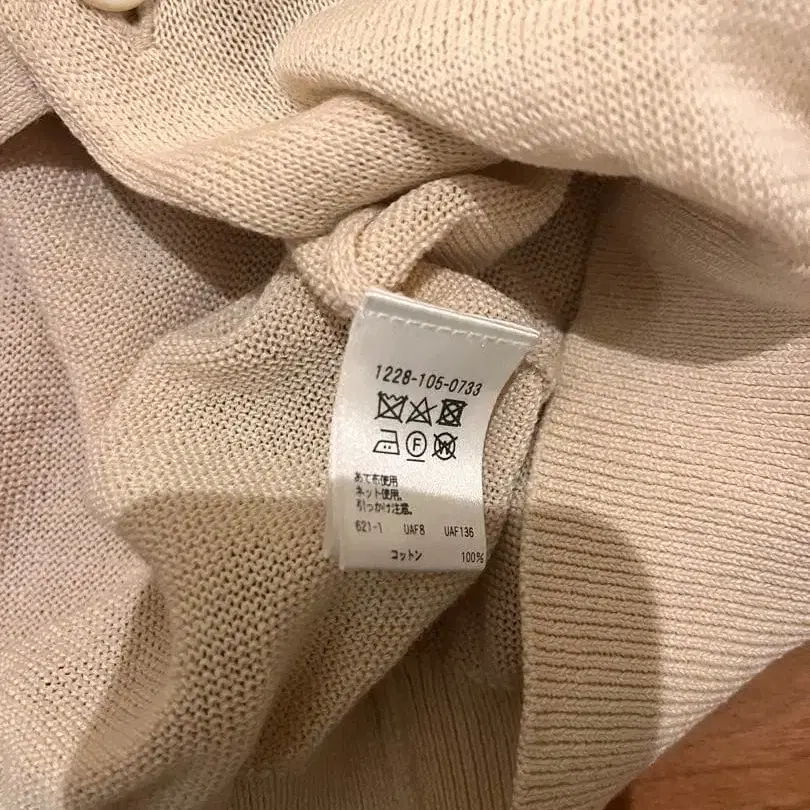 1228-105-0733
F W
あて布使用
ネット使用。
引っかけ注意。
621-1 UAF8 UAF136
コットン 100%